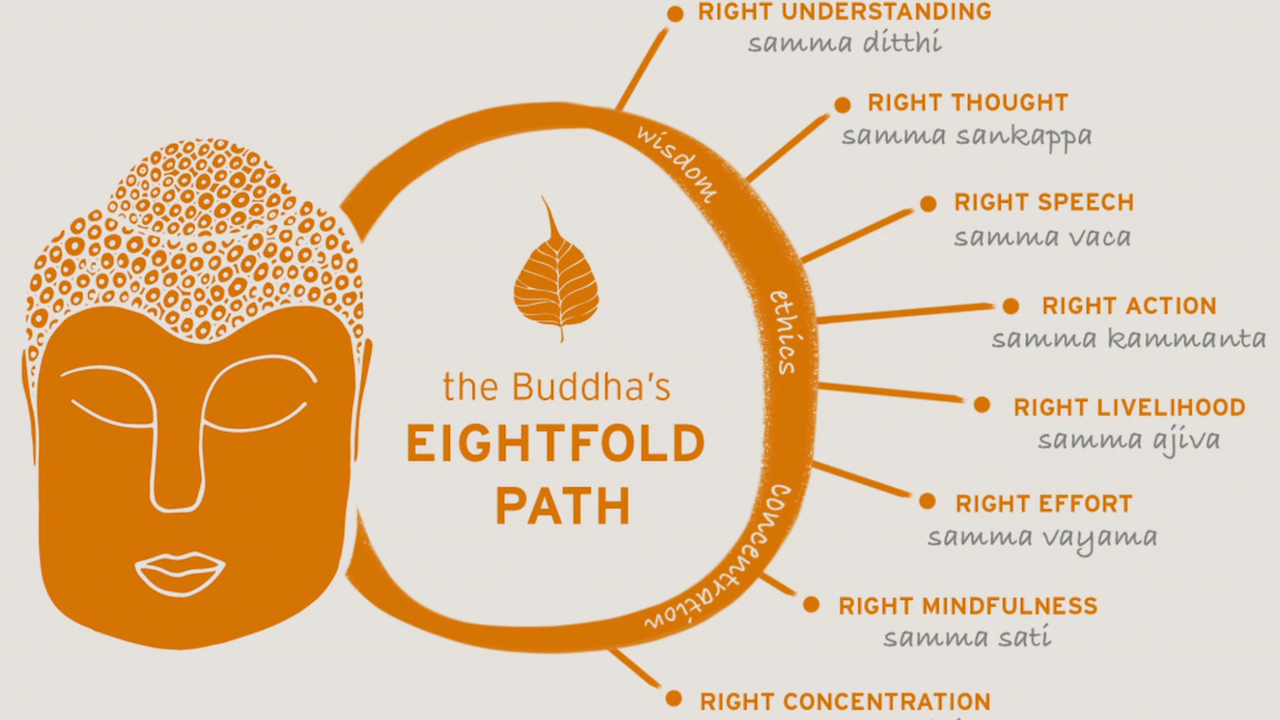 the Buddha's
EIGHTFOLD
PATH
wisdom
ethics
concentration
RIGHT UNDERSTANDING
samma ditthi
RIGHT THOUGHT
samma sankappa
RIGHT SPEECH
samma vaca
RIGHT ACTION
samma kammanta
RIGHT LIVELIHOOD
samma ajiva
RIGHT EFFORT
samma vayama
RIGHT MINDFULNESS
samma sati
RIGHT CONCENTRATION